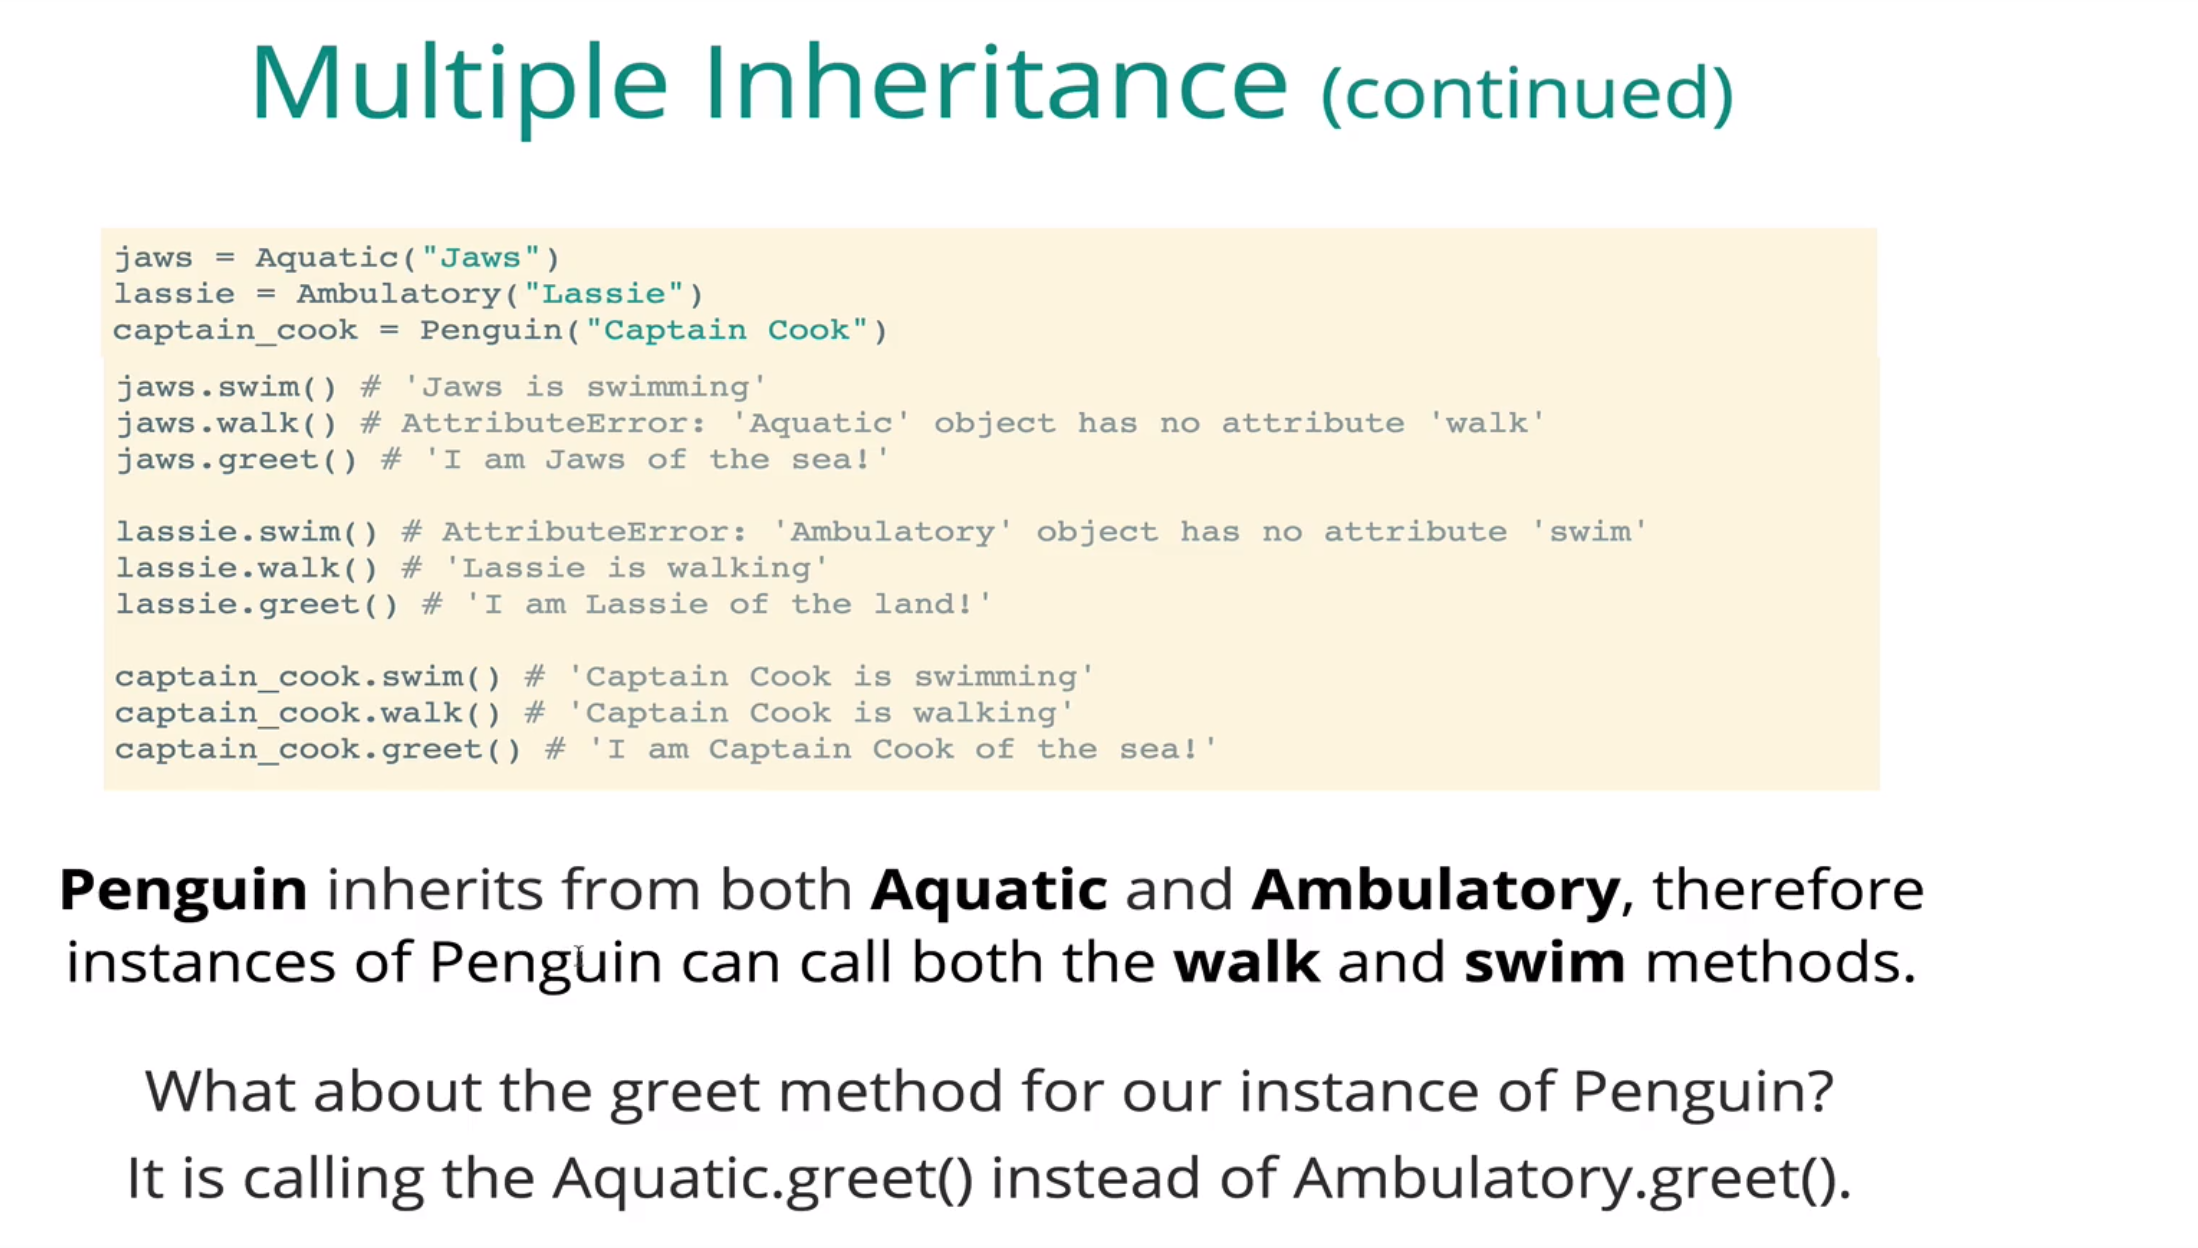 Multiple Inheritance (continued)
jaws = Aquatic("Jaws")
lassie = Ambulatory("Lassie")
captain_cook = Penguin("Captain Cook")
jaws.swim() # 'Jaws is swimming'
jaws.walk() # AttributeError: 'Aquatic' object has no attribute 'walk'
jaws.greet() # 'I am Jaws of the sea!'
lassie.swim() # AttributeError: 'Ambulatory' object has no attribute 'swim'
lassie.walk() # 'Lassie is walking'
lassie.greet() # 'I am Lassie of the land!'
captain_cook.swim() # 'Captain Cook is swimming'
captain_cook.walk() # 'Captain Cook is walking'
captain_cook.greet() # 'I am Captain Cook of the sea!'
Penguin inherits from both Aquatic and Ambulatory, therefore
instances of Penguin can call both the walk and swim methods.
What about the greet method for our instance of Penguin?
It is calling the Aquatic.greet() instead of Ambulatory.greet().